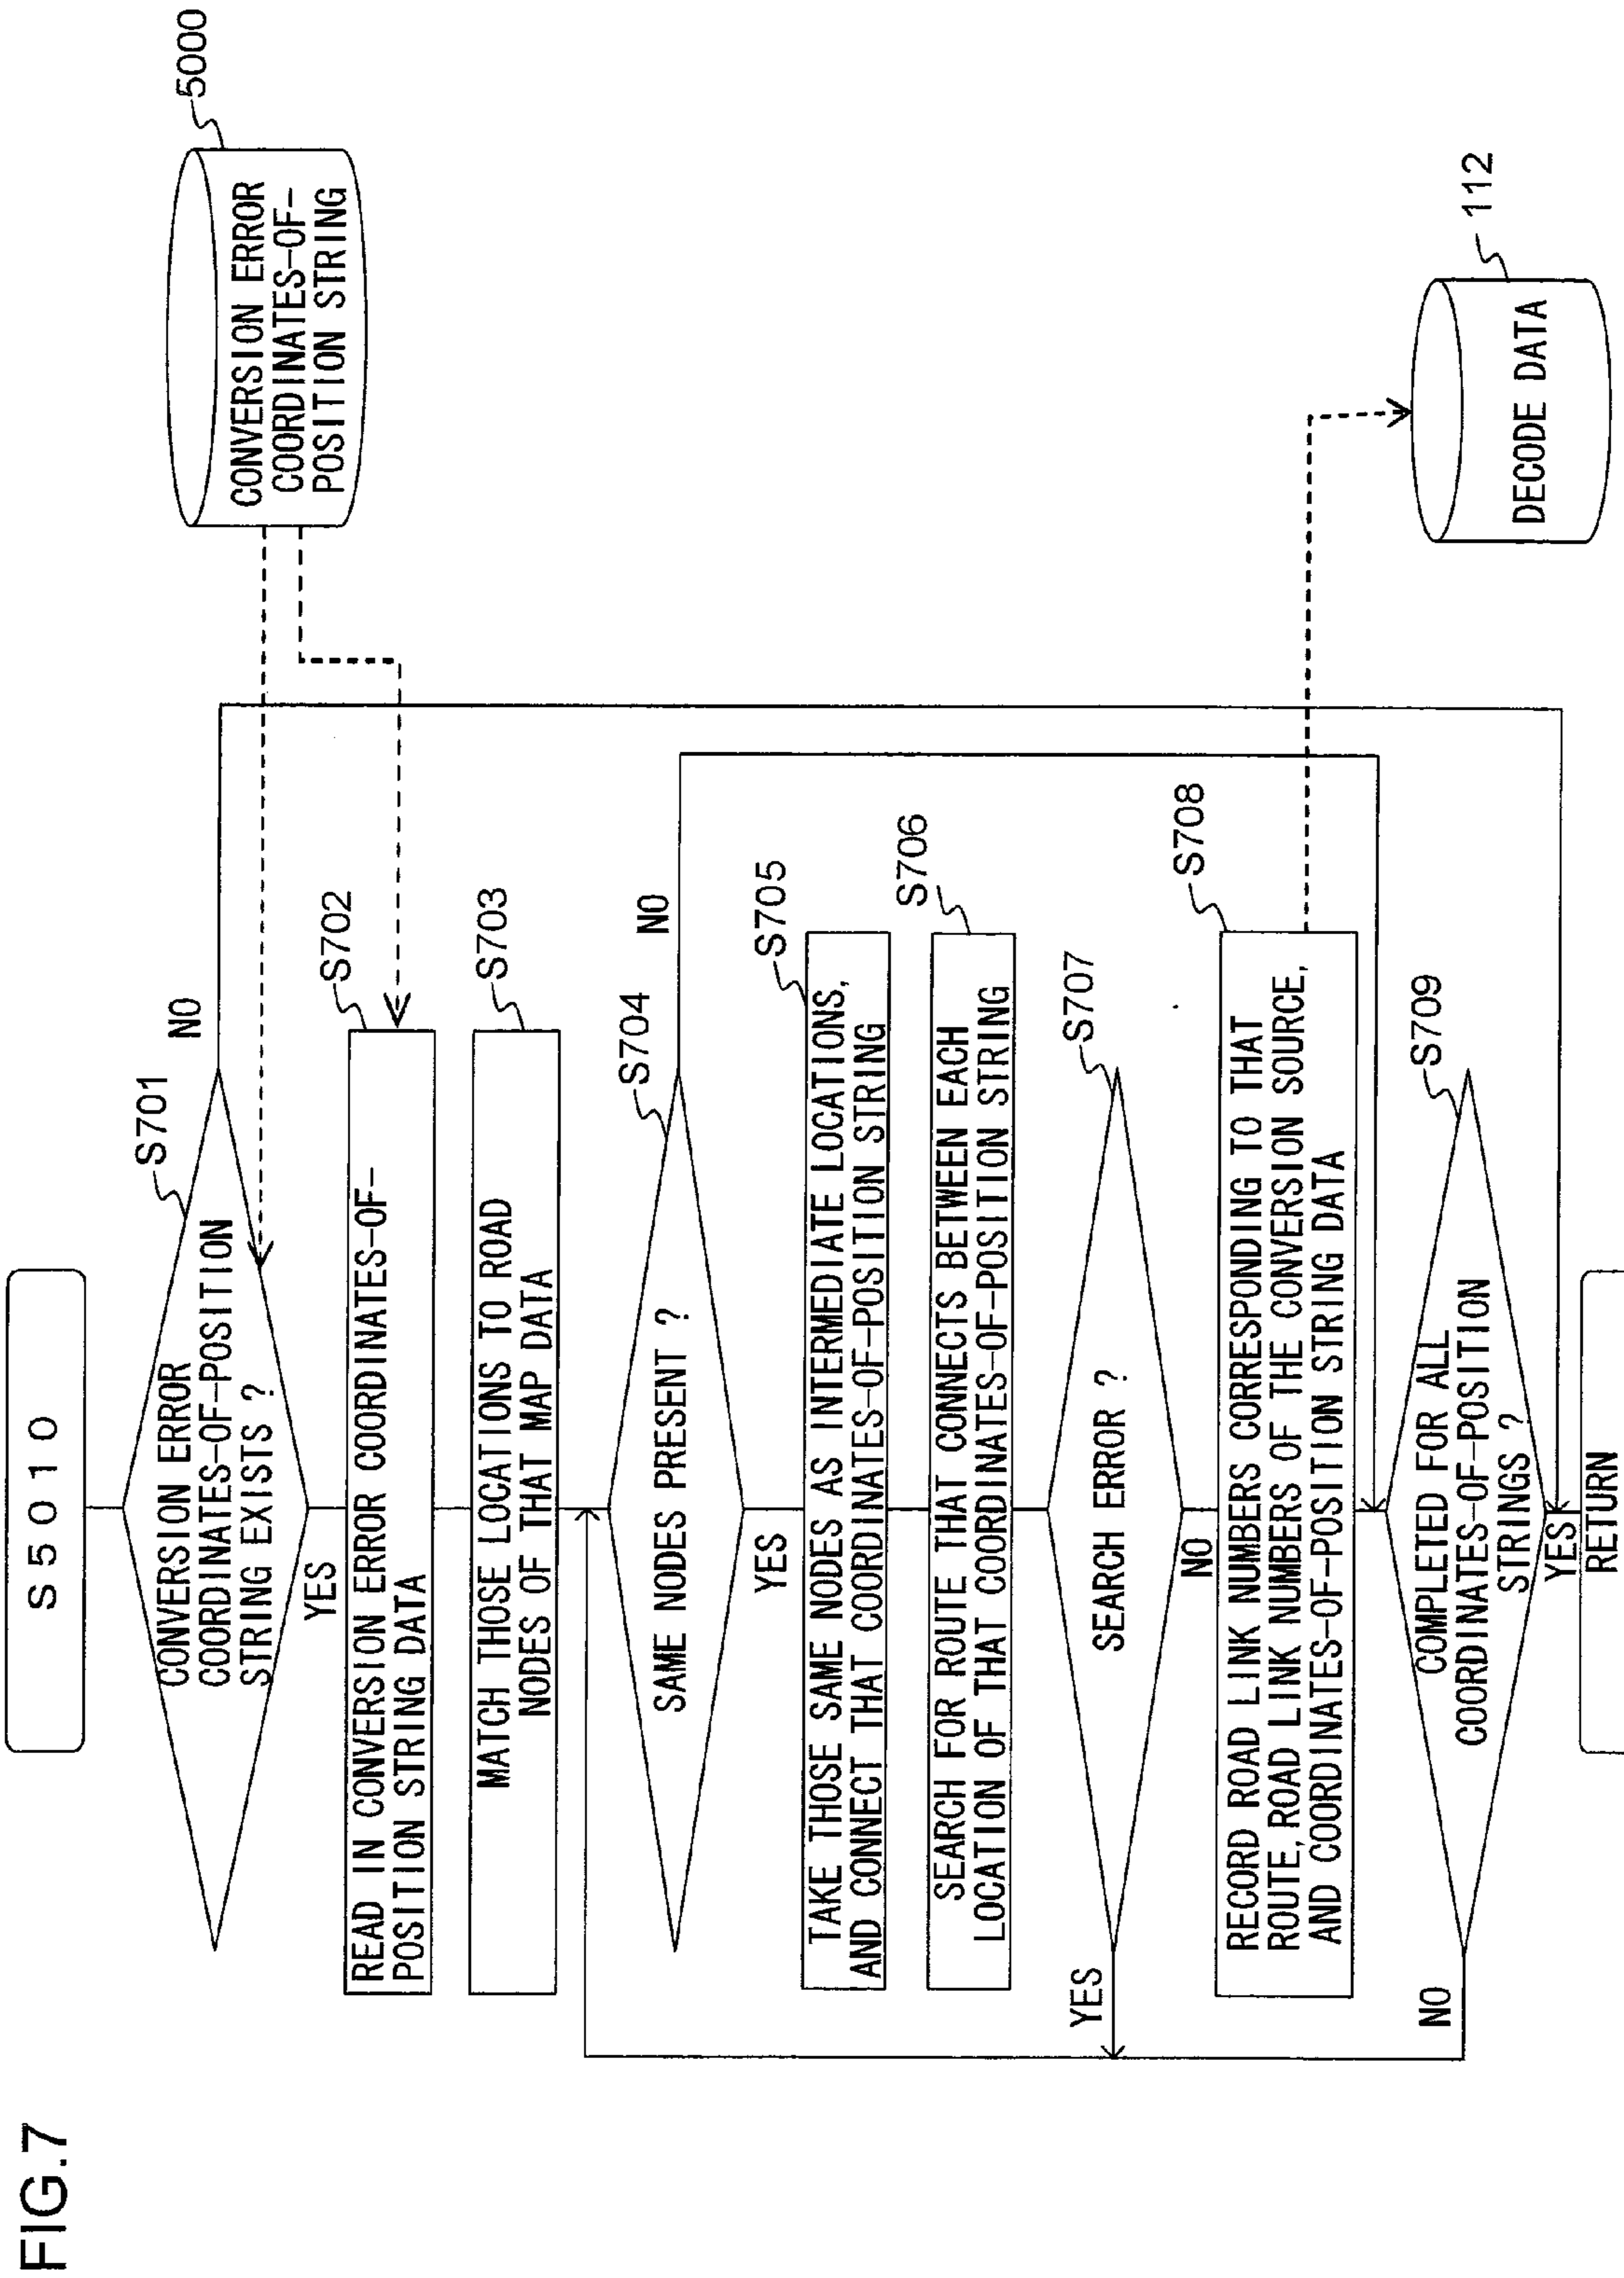 FIG.7
S5010
S701
CONVERSION ERROR
COORDINATES-OF-POSITION
STRING EXISTS ?
NO
YES
5000
CONVERSION ERROR
COORDINATES-OF-
POSITION STRING
S702
READ IN CONVERSION ERROR COORDINATES-OF-
POSITION STRING DATA
S703
MATCH THOSE LOCATIONS TO ROAD
NODES OF THAT MAP DATA
S704
SAME NODES PRESENT ?
NO
YES
S705
TAKE THOSE SAME NODES AS INTERMEDIATE LOCATIONS,
AND CONNECT THAT COORDINATES-OF-POSITION STRING
S706
SEARCH FOR ROUTE THAT CONNECTS BETWEEN EACH
LOCATION OF THAT COORDINATES-OF-POSITION STRING
S707
SEARCH ERROR ?
YES
NO
S708
RECORD ROAD LINK NUMBERS CORRESPONDING TO THAT
ROUTE, ROAD LINK NUMBERS OF THE CONVERSION SOURCE,
AND COORDINATES-OF-POSITION STRING DATA
112
DECODE DATA
S709
COMPLETED FOR ALL
COORDINATES-OF-POSITION
STRINGS ?
NO
YES
RETURN